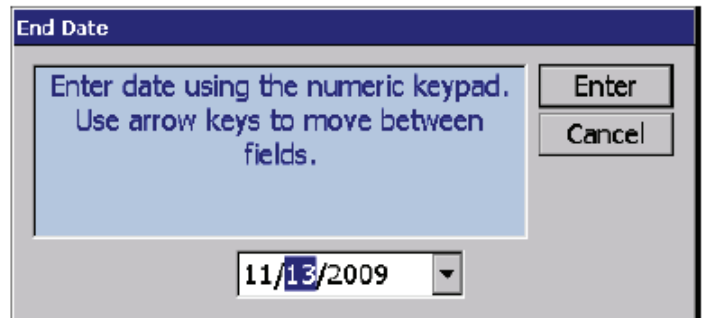 End Date
Enter date using the numeric keypad.
Use arrow keys to move between
fields.
Enter
Cancel
11/13/2009